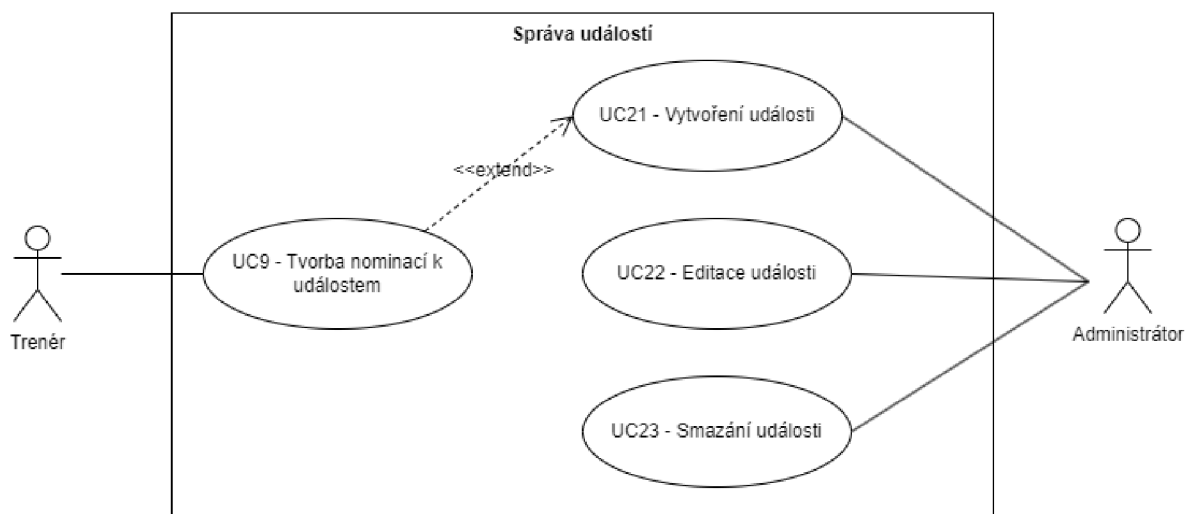 Správa událostí
UC21 - Vytvoření události
<<extend>>
UC9 - Tvorba nominací k
událostem
UC22 - Editace události
Trenér
Administrátor
UC23 - Smazání události